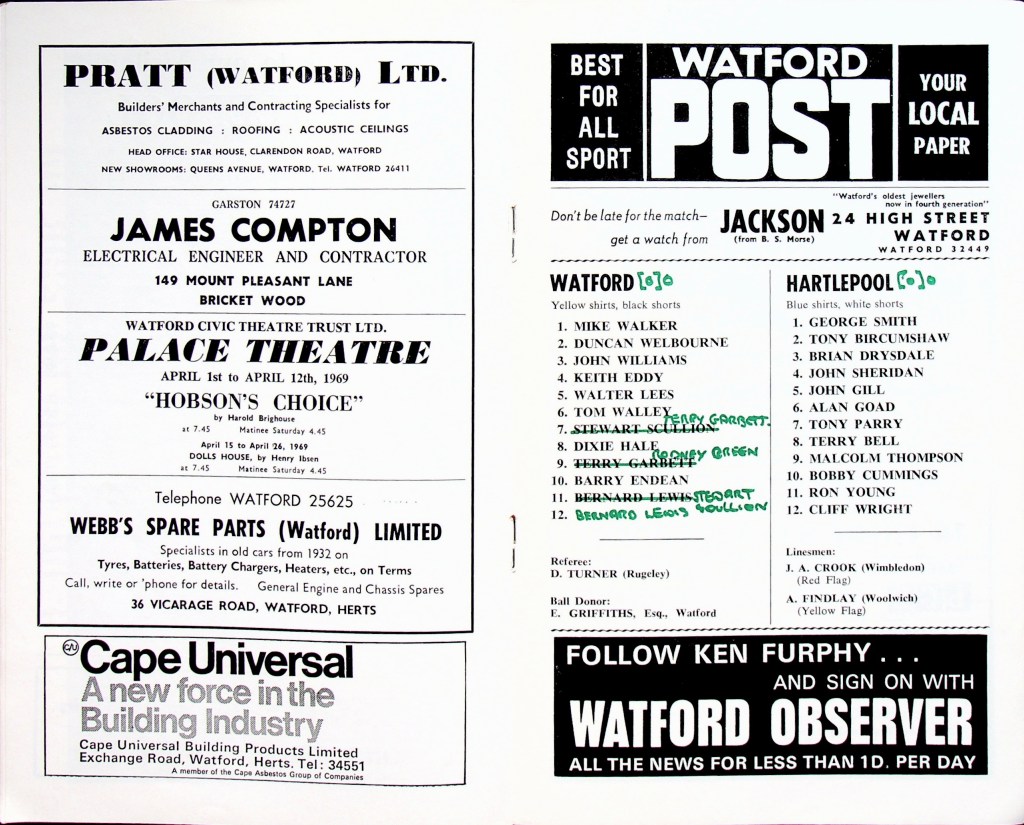 PRATT (WATFORD) LTD.
Builders' Merchants and Contracting Specialists for
ASBESTOS CLADDING : ROOFING : ACOUSTIC CEILINGS
HEAD OFFICE: STAR HOUSE, CLARENDON ROAD, WATFORD
NEW SHOWROOMS: QUEENS AVENUE, WATFORD. Tel. WATFORD 26411
GARSTON 74727
JAMES COMPTON
ELECTRICAL ENGINEER AND CONTRACTOR
149 MOUNT PLEASANT LANE
BRICKET WOOD
WATFORD CIVIC THEATRE TRUST LTD.
PALACE THEATRE
APRIL 1st to APRIL 12th, 1969
"HOBSON'S CHOICE"
by Harold Brighouse
at 7.45 Matinee Saturday 4.45
April 15 to April 26, 1969
DOLLS HOUSE, by Henry Ibsen
at 7.45 Matinee Saturday 4.45
Telephone WATFORD 25625
WEBB'S SPARE PARTS (Watford) LIMITED
Specialists in old cars from 1932 on
Tyres, Batteries, Battery Chargers, Heaters, etc., on Terms
Call, write or 'phone for details. General Engine and Chassis Spares
36 VICARAGE ROAD, WATFORD, HERTS
C/U
Cape Universal
A new force in the
Building Industry
Cape Universal Building Products Limited
Exchange Road, Watford, Herts. Tel: 34551
A member of the Cape Asbestos Group of Companies
BEST
FOR
ALL
SPORT
WATFORD
POST
YOUR
LOCAL
PAPER
Don't be late for the match—
get a watch from
JACKSON
(from B. S. Morse)
"Watford's oldest jewellers
now in fourth generation"
24 HIGH STREET
WATFORD
WATFORD 32449
WATFORD [0] 0
Yellow shirts, black shorts
1. MIKE WALKER
2. DUNCAN WELBOURNE
3. JOHN WILLIAMS
4. KEITH EDDY
5. WALTER LEES
6. TOM WALLEY
7. STEWART SCULLION TERRY GARBETT
8. DIXIE HALE
9. TERRY GARBETT RODNEY GREEN
10. BARRY ENDEAN
11. BERNARD LEWIS STEWART SCULLION
12. BERNARD LEWIS
Referee:
D. TURNER (Rugeley)
Ball Donor:
E. GRIFFITHS, Esq., Watford
HARTLEPOOL [0] 0
Blue shirts, white shorts
1. GEORGE SMITH
2. TONY BIRCUMSHAW
3. BRIAN DRYSDALE
4. JOHN SHERIDAN
5. JOHN GILL
6. ALAN GOAD
7. TONY PARRY
8. TERRY BELL
9. MALCOLM THOMPSON
10. BOBBY CUMMINGS
11. RON YOUNG
12. CLIFF WRIGHT
Linesmen:
J. A. CROOK (Wimbledon)
(Red Flag)
A. FINDLAY (Woolwich)
(Yellow Flag)
FOLLOW KEN FURPHY...
AND SIGN ON WITH
WATFORD OBSERVER
ALL THE NEWS FOR LESS THAN 1D. PER DAY